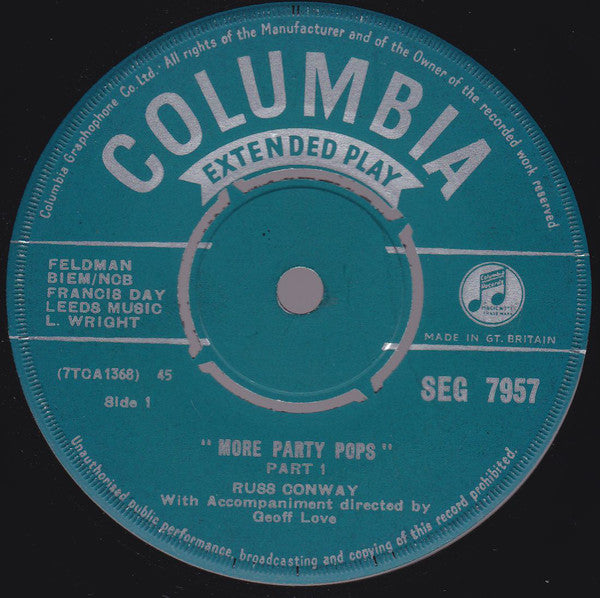 Columbia Graphophone Co. Ltd. All rights of the Manufacturer and of the Owner of the recorded work reserved
COLUMBIA
EXTENDED PLAY
FELDMAN
BIEM/NCB
FRANCIS DAY
LEEDS MUSIC
L. WRIGHT
Columbia
Records
MADE IN GT. BRITAIN
(7TCA1368) 45
SEG 7957
Side 1
"MORE PARTY POPS"
PART 1
RUSS CONWAY
With Accompaniment directed by
Geoff Love
Unauthorised public performance, broadcasting and copying of this record prohibited.